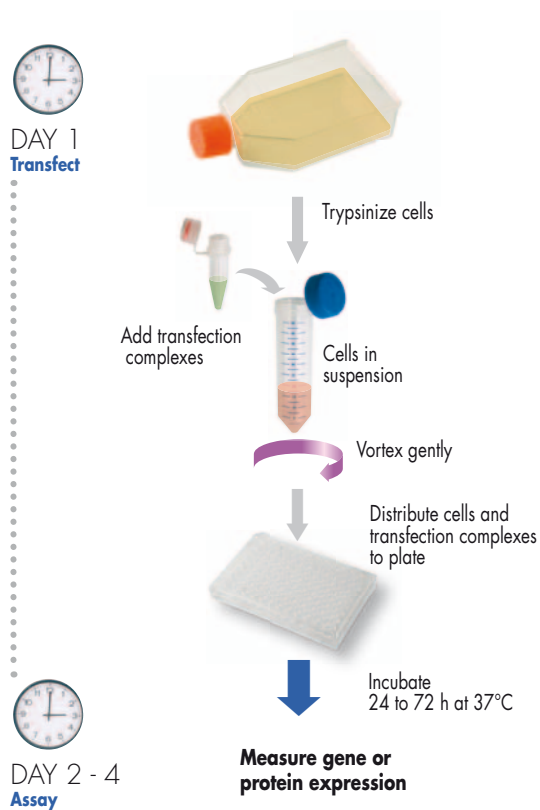 DAY 1
Transfect
Trypsinize cells
Add transfection
complexes
Cells in
suspension
Vortex gently
Distribute cells and
transfection complexes
to plate
Incubate
24 to 72 h at 37°C
DAY 2 - 4
Assay
Measure gene or
protein expression